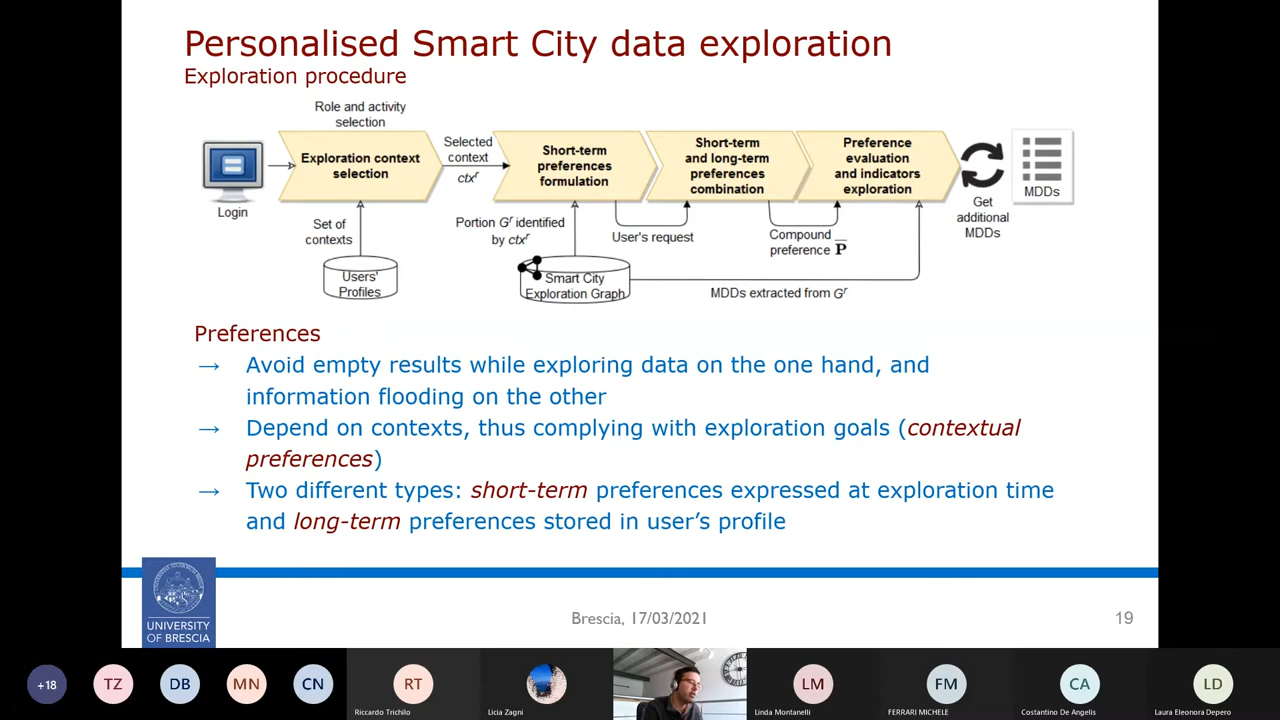 Personalised Smart City data exploration
Exploration procedure
Role and activity
selection
Login
Exploration context
selection
Selected
context
ctxʳ
Short-term
preferences
formulation
Short-term
and long-term
preferences
combination
Preference
evaluation
and indicators
exploration
Get
additional
MDDs
MDDs
Set of
contexts
Users'
Profiles
Portion Gʳ identified
by ctxʳ
Smart City
Exploration Graph
User's request
Compound
preference P̅
MDDs extracted from Gʳ
Preferences
→ Avoid empty results while exploring data on the one hand, and
information flooding on the other
→ Depend on contexts, thus complying with exploration goals (contextual
preferences)
→ Two different types: short-term preferences expressed at exploration time
and long-term preferences stored in user’s profile
UNIVERSITY
OF BRESCIA
Brescia, 17/03/2021
19
+18
TZ
DB
MN
CN
RT
Riccardo Trichilo
Licia Zagni
LM
Linda Montanelli
FM
FERRARI MICHELE
CA
Costantino De Angelis
LD
Laura Eleonora Depero